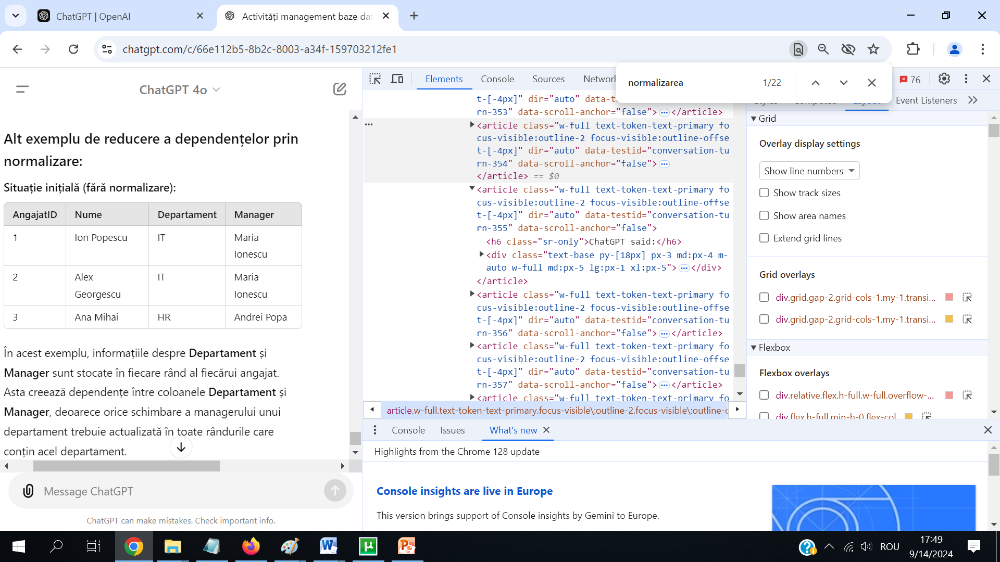 ChatGPT | OpenAI
Activități management baze dat
chatgpt.com/c/66e112b5-8b2c-8003-a34f-159703212fe1
normalizarea
1/22
ChatGPT 4o
Alt exemplu de reducere a dependențelor prin
normalizare:
Situație inițială (fără normalizare):
AngajatID Nume Departament Manager
1 Ion Popescu IT Maria
Ionescu
2 Alex IT Maria
Georgescu Ionescu
3 Ana Mihai HR Andrei Popa
În acest exemplu, informațiile despre Departament și
Manager sunt stocate în fiecare rând al fiecărui angajat.
Asta creează dependențe între coloanele Departament și
Manager, deoarece orice schimbare a managerului unui
departament trebuie actualizată în toate rândurile care
conțin acel departament.
Message ChatGPT
ChatGPT can make mistakes. Check important info.
Elements Console Sources Network
76
t-[-4px]" dir="auto" data-t
rn-353" data-scroll-anchor="false">…</article>
<article class="w-full text-token-text-primary fo
cus-visible:outline-2 focus-visible:outline-offse
t-[-4px]" dir="auto" data-testid="conversation-tu
rn-354" data-scroll-anchor="false">…
</article> == $0
<article class="w-full text-token-text-primary fo
cus-visible:outline-2 focus-visible:outline-offse
t-[-4px]" dir="auto" data-testid="conversation-tu
rn-355" data-scroll-anchor="false">
<h6 class="sr-only">ChatGPT said:</h6>
<div class="text-base py-[18px] px-3 md:px-4 m-
auto w-full md:px-5 lg:px-1 xl:px-5">…</div>
</article>
<article class="w-full text-token-text-primary fo
cus-visible:outline-2 focus-visible:outline-offse
t-[-4px]" dir="auto" data-testid="conversation-tu
rn-356" data-scroll-anchor="false">…</article>
<article class="w-full text-token-text-primary fo
cus-visible:outline-2 focus-visible:outline-offse
t-[-4px]" dir="auto" data-testid="conversation-tu
rn-357" data-scroll-anchor="false">…</article>
<article class="w-full text-token-text-primary fo
article.w-full.text-token-text-primary.focus-visible\:outline-2.focus-visible\:outline-o
Styles Computed Layout Event Listeners
Grid
Overlay display settings
Show line numbers
Show track sizes
Show area names
Extend grid lines
Grid overlays
div.grid.gap-2.grid-cols-1.my-1.transi...
div.grid.gap-2.grid-cols-1.my-1.transi...
Flexbox
Flexbox overlays
div.relative.flex.h-full.w-full.overflow-...
div.flex.h-full.min-h-0.flex-col
Console Issues What's new
Highlights from the Chrome 128 update
Console insights are live in Europe
This version brings support of Console insights by Gemini to Europe.
ROU
17:49
9/14/2024